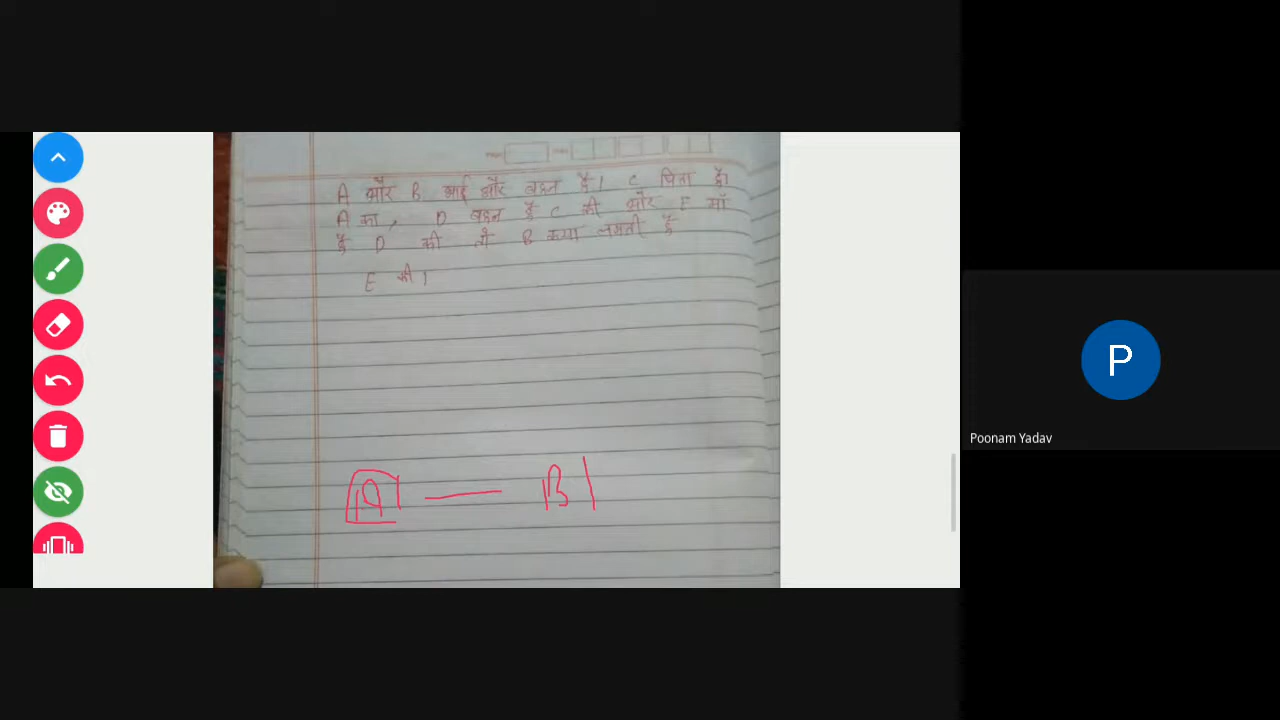 A और B भाई और बहन है। C पिता है।
A का, D बहन है C की और E माँ
है D की तो B क्या लगती है
E की।
A — B
P
Poonam Yadav